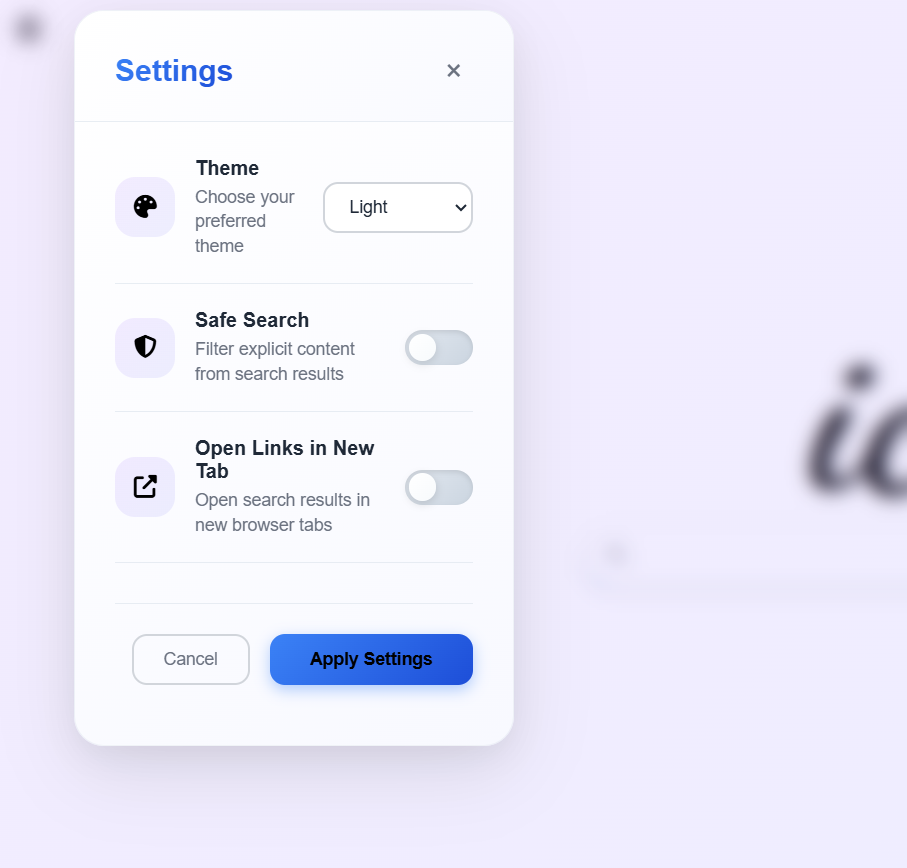 Settings
×
Theme
Choose your
preferred
theme
Light
Safe Search
Filter explicit content
from search results
Open Links in New
Tab
Open search results in
new browser tabs
Cancel
Apply Settings